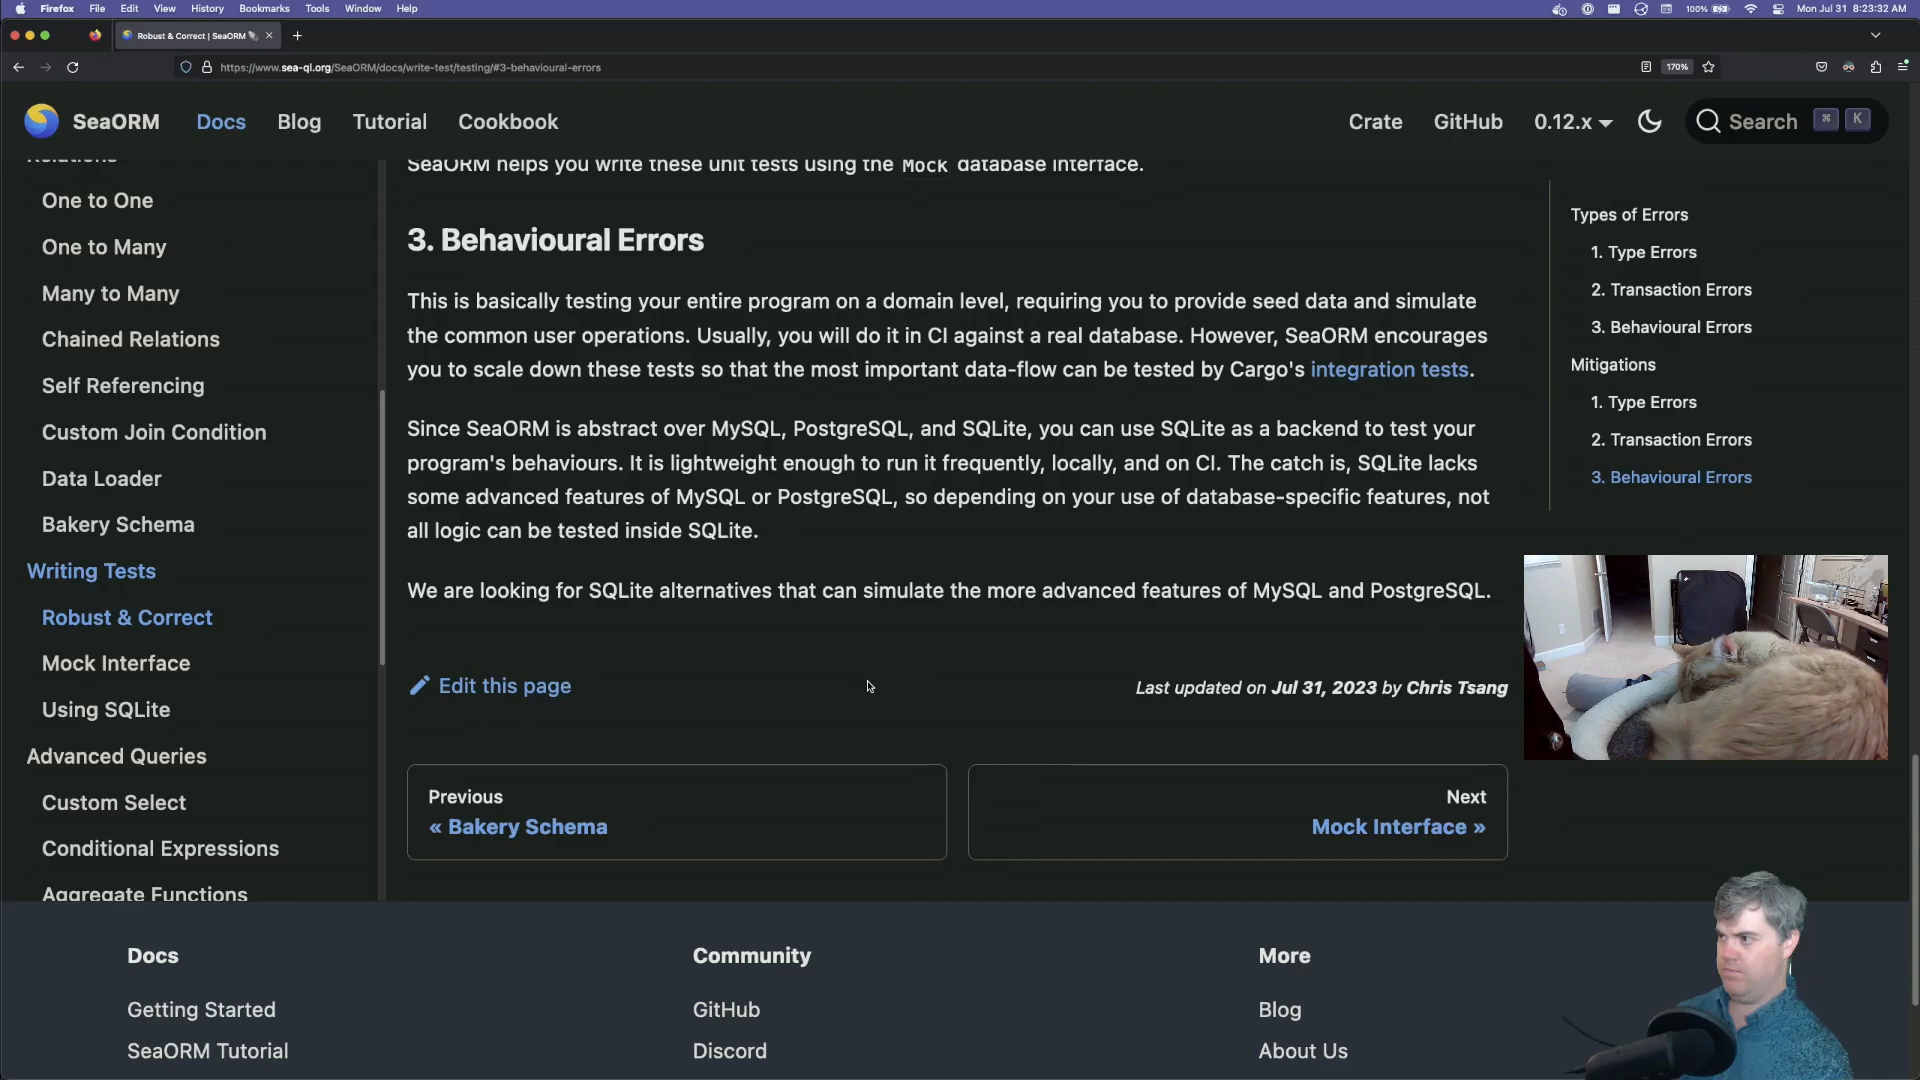 Firefox File Edit View History Bookmarks Tools Window Help
100% Mon Jul 31 8:23:32 AM
Robust & Correct | SeaORM
https://www.sea-ql.org/SeaORM/docs/write-test/testing/#3-behavioural-errors
170%
SeaORM Docs Blog Tutorial Cookbook
Crate GitHub 0.12.x Search ⌘ K
Relations
One to One
One to Many
Many to Many
Chained Relations
Self Referencing
Custom Join Condition
Data Loader
Bakery Schema
Writing Tests
Robust & Correct
Mock Interface
Using SQLite
Advanced Queries
Custom Select
Conditional Expressions
Aggregate Functions
SeaORM helps you write these unit tests using the Mock database interface.
3. Behavioural Errors
This is basically testing your entire program on a domain level, requiring you to provide seed data and simulate
the common user operations. Usually, you will do it in CI against a real database. However, SeaORM encourages
you to scale down these tests so that the most important data-flow can be tested by Cargo's integration tests.
Since SeaORM is abstract over MySQL, PostgreSQL, and SQLite, you can use SQLite as a backend to test your
program's behaviours. It is lightweight enough to run it frequently, locally, and on CI. The catch is, SQLite lacks
some advanced features of MySQL or PostgreSQL, so depending on your use of database-specific features, not
all logic can be tested inside SQLite.
We are looking for SQLite alternatives that can simulate the more advanced features of MySQL and PostgreSQL.
Edit this page
Last updated on Jul 31, 2023 by Chris Tsang
Previous
« Bakery Schema
Next
Mock Interface »
Types of Errors
1. Type Errors
2. Transaction Errors
3. Behavioural Errors
Mitigations
1. Type Errors
2. Transaction Errors
3. Behavioural Errors
Docs
Getting Started
SeaORM Tutorial
Community
GitHub
Discord
More
Blog
About Us